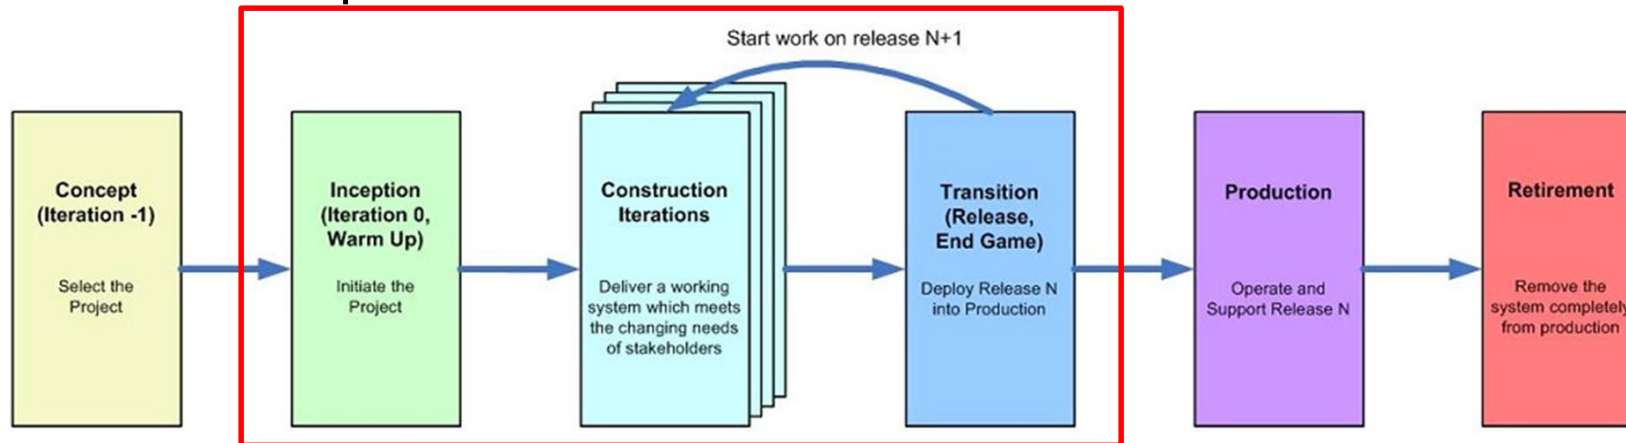 Start work on release N+1
Concept
(Iteration -1)
Select the
Project
Inception
(Iteration 0,
Warm Up)
Initiate the
Project
Construction
Iterations
Deliver a working
system which meets
the changing needs
of stakeholders
Transition
(Release,
End Game)
Deploy Release N
into Production
Production
Operate and
Support Release N
Retirement
Remove the
system completely
from production